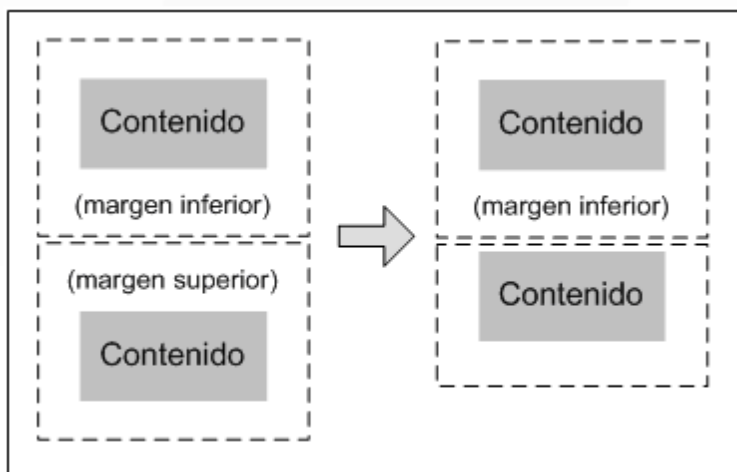 Contenido
(margen inferior)
(margen superior)
Contenido
Contenido
(margen inferior)
Contenido